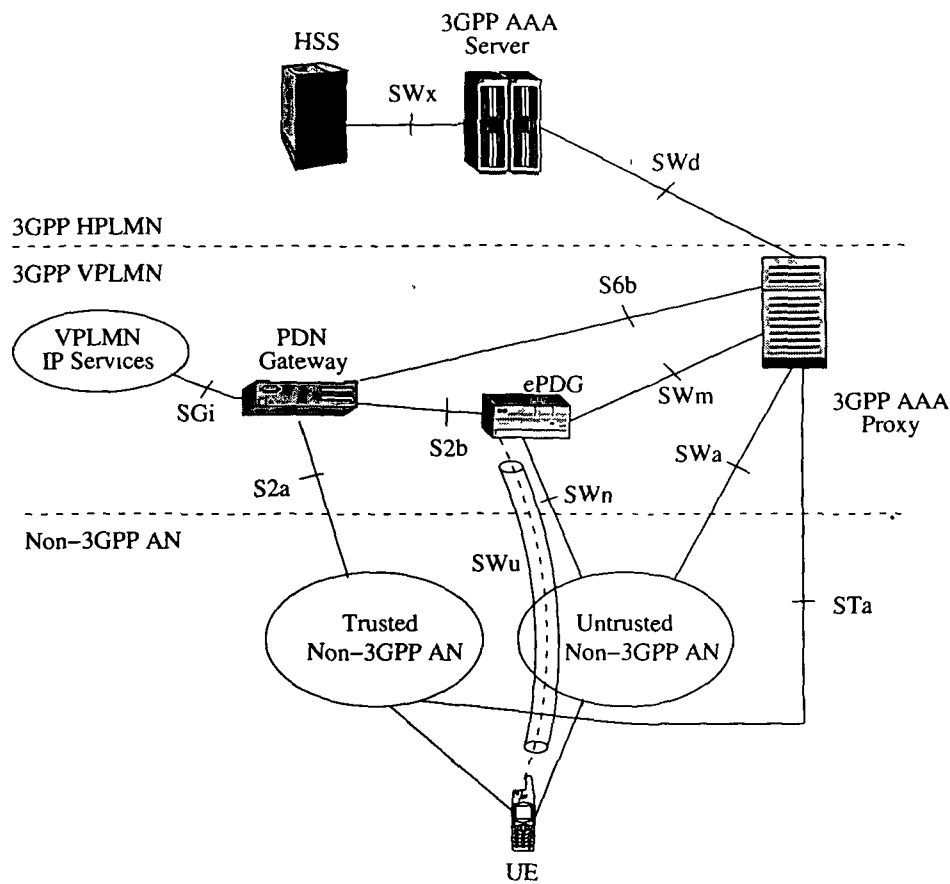 HSS
3GPP AAA
Server
SWx
SWd
3GPP HPLMN
3GPP VPLMN
S6b
VPLMN
IP Services
PDN
Gateway
ePDG
SWm
SGi
S2b
3GPP AAA
Proxy
SWa
S2a
SWn
Non-3GPP AN
SWu
STa
Trusted
Non-3GPP AN
Untrusted
Non-3GPP AN
UE